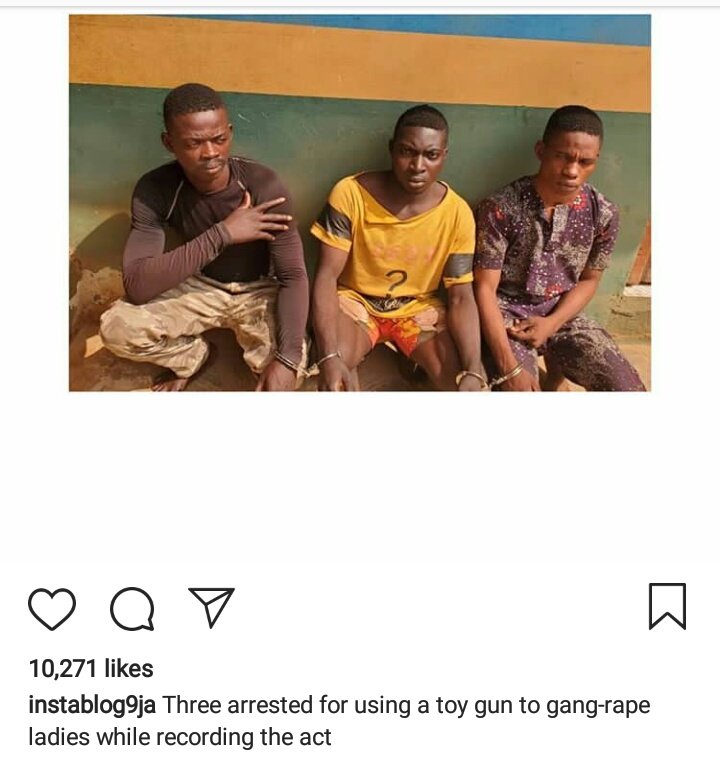 ?
10,271 likes
instablog9ja Three arrested for using a toy gun to gang-rape
ladies while recording the act